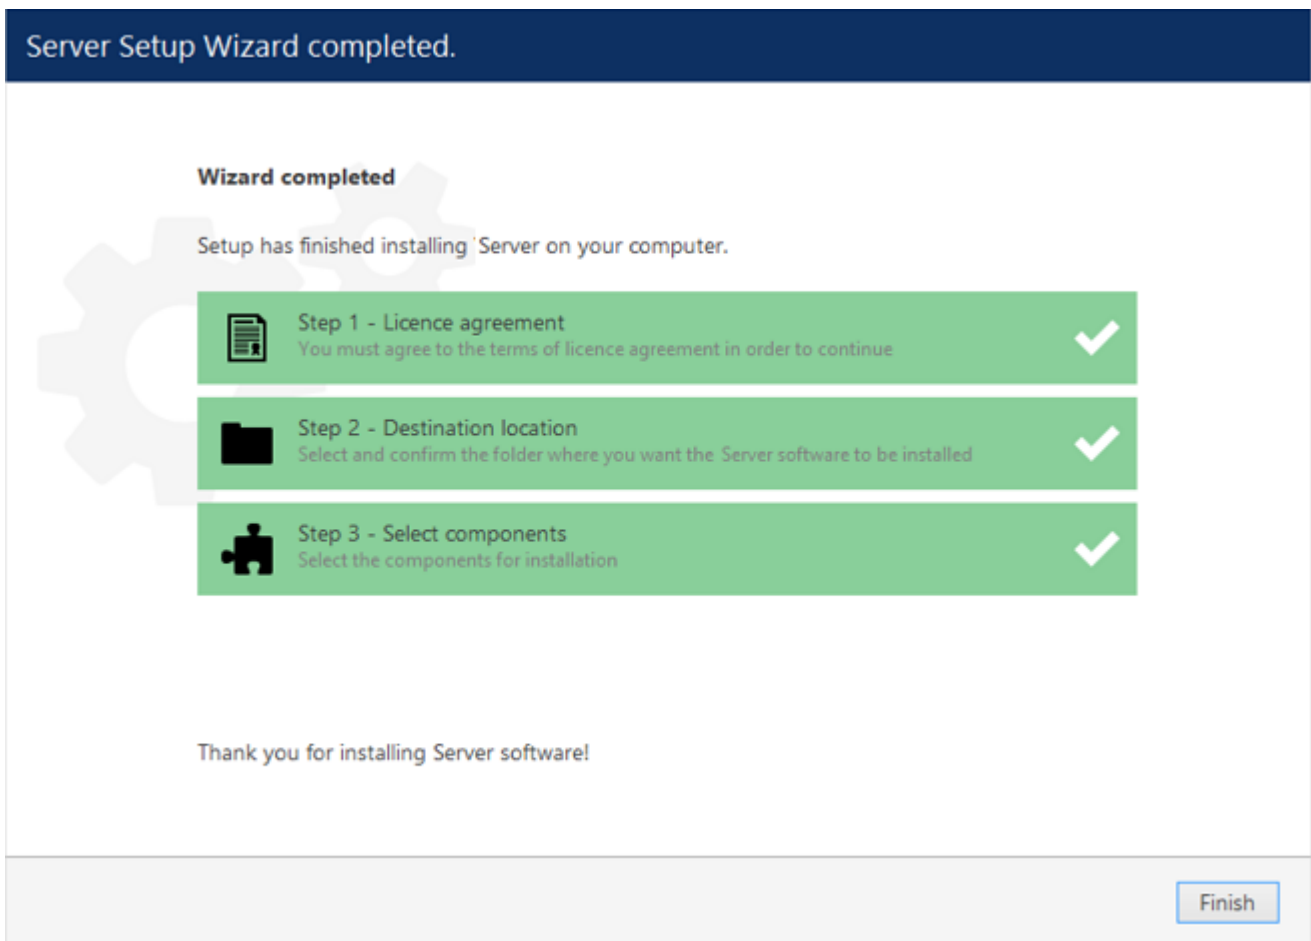 Server Setup Wizard completed.
Wizard completed
Setup has finished installing Server on your computer.
Step 1 - Licence agreement
You must agree to the terms of licence agreement in order to continue
Step 2 - Destination location
Select and confirm the folder where you want the Server software to be installed
Step 3 - Select components
Select the components for installation
Thank you for installing Server software!
Finish